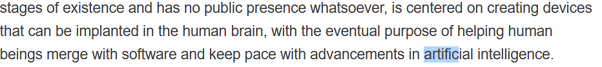 stages of existence and has no public presence whatsoever, is centered on creating devices
that can be implanted in the human brain, with the eventual purpose of helping human
beings merge with software and keep pace with advancements in artificial intelligence.